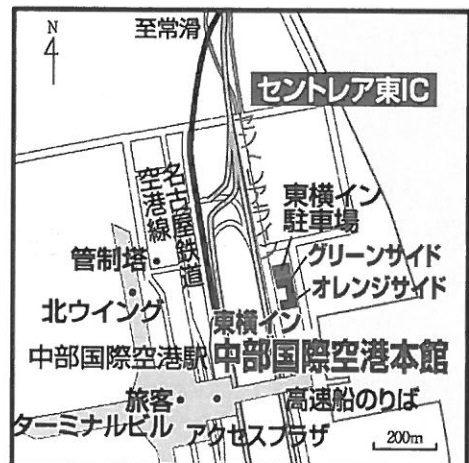 N
至常滑
セントレア東IC
セントレアライン
名古屋鉄道
空港線
東横イン
駐車場
グリーンサイド
オレンジサイド
管制塔
北ウイング
東横イン
中部国際空港本館
中部国際空港駅
旅客
ターミナルビル
アクセスプラザ
高速船のりば
200m